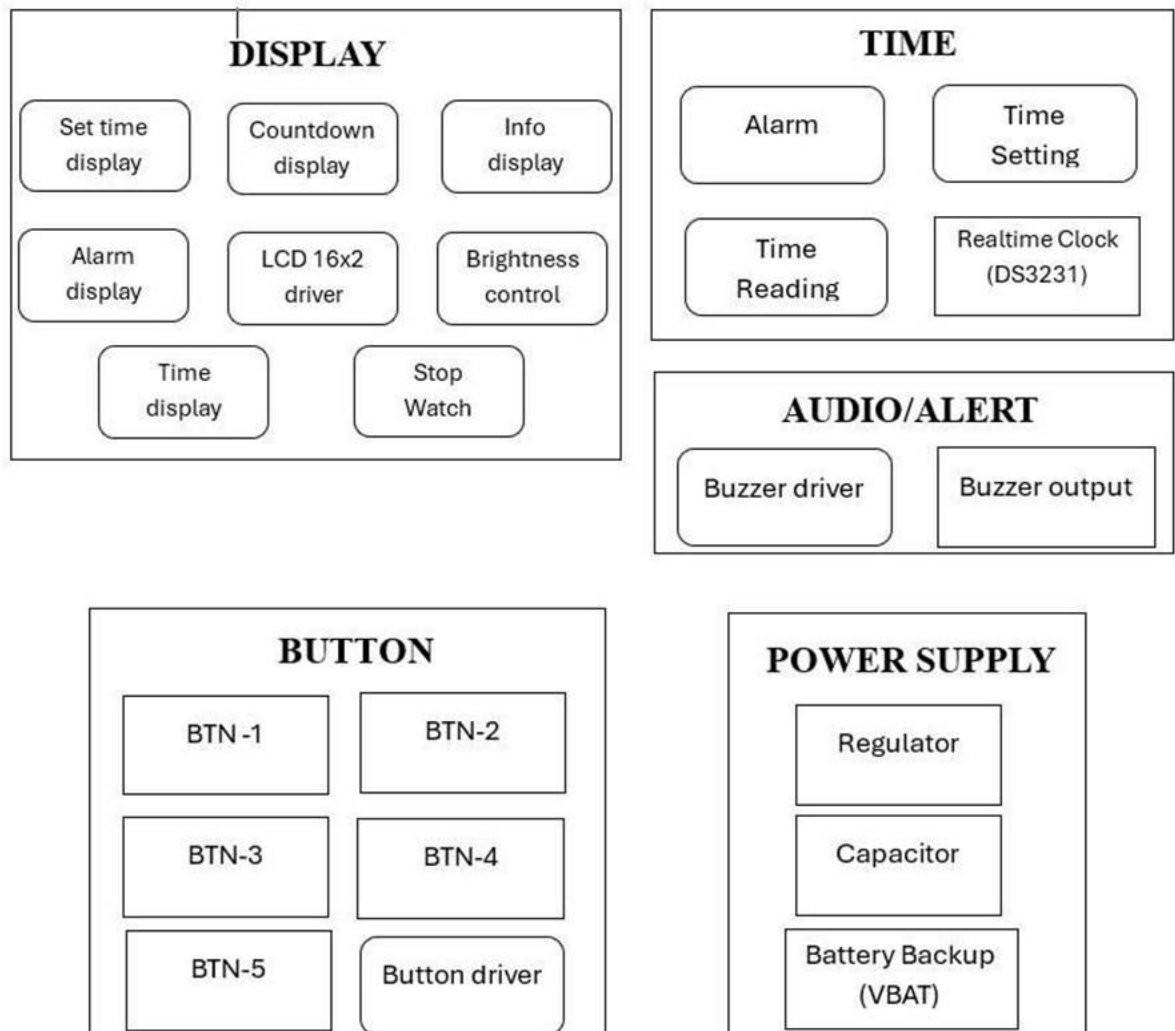 DISPLAY
Set time
display
Countdown
display
Info
display
Alarm
display
LCD 16x2
driver
Brightness
control
Time
display
Stop
Watch
TIME
Alarm
Time
Setting
Time
Reading
Realtime Clock
(DS3231)
AUDIO/ALERT
Buzzer driver
Buzzer output
BUTTON
BTN -1
BTN-2
BTN-3
BTN-4
BTN-5
Button driver
POWER SUPPLY
Regulator
Capacitor
Battery Backup
(VBAT)